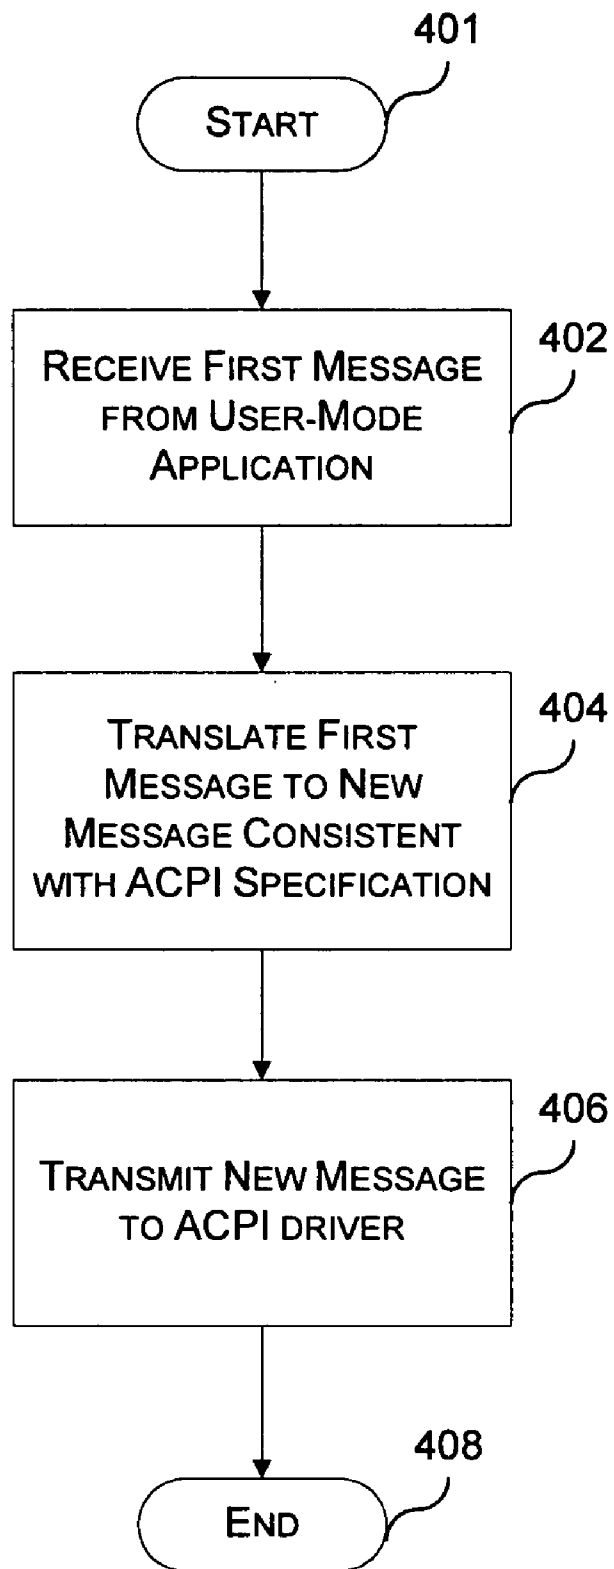 401
START
402
RECEIVE FIRST MESSAGE
FROM USER-MODE
APPLICATION
404
TRANSLATE FIRST
MESSAGE TO NEW
MESSAGE CONSISTENT
WITH ACPI SPECIFICATION
406
TRANSMIT NEW MESSAGE
TO ACPI DRIVER
408
END